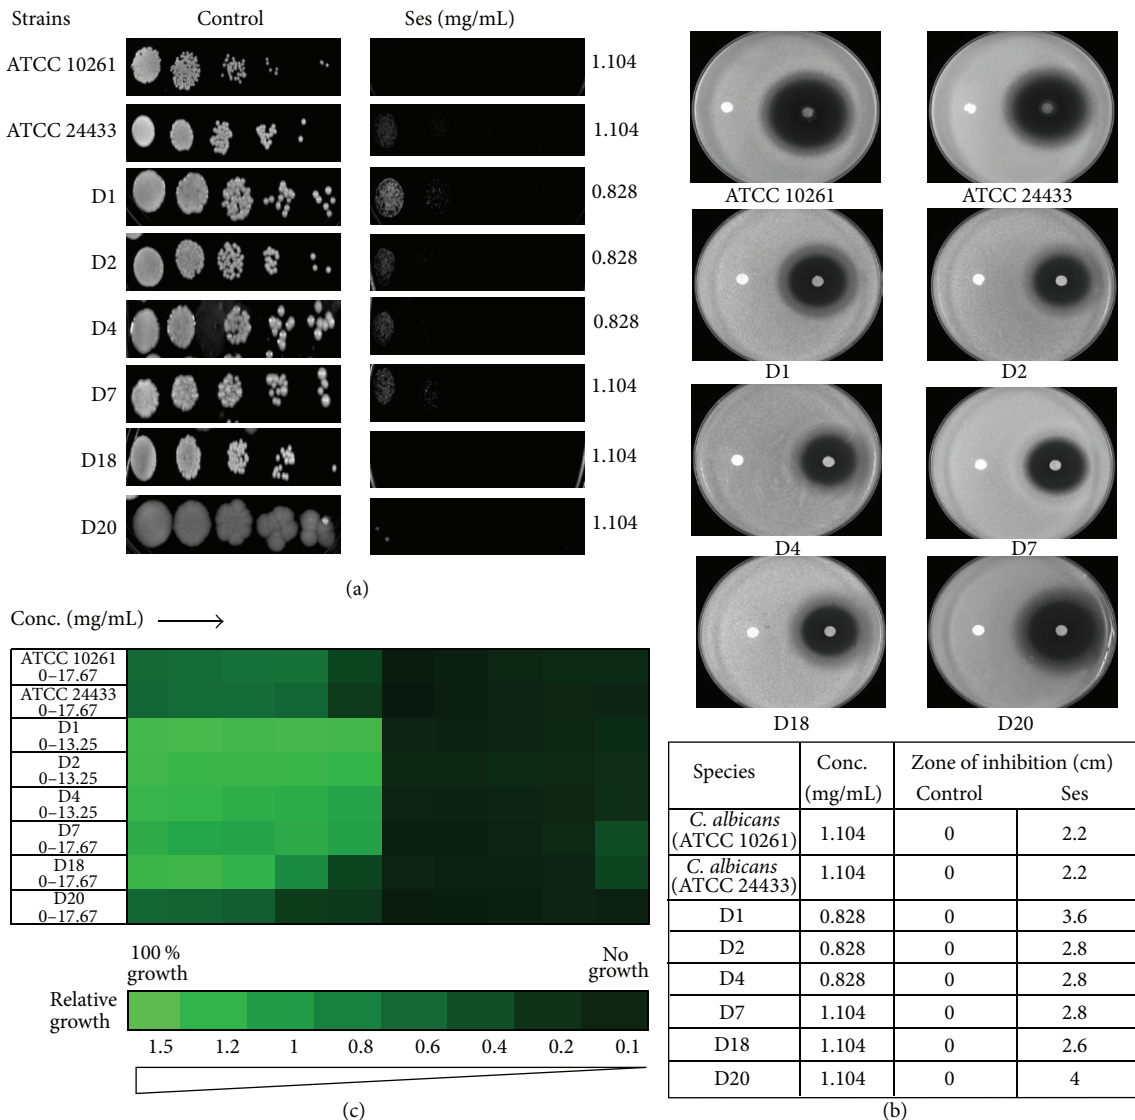 Strains Control Ses (mg/mL)
ATCC 10261 1.104
ATCC 24433 1.104
D1 0.828
D2 0.828
D4 0.828
D7 1.104
D18 1.104
D20 1.104
(a)
ATCC 10261 ATCC 24433
D1 D2
D4 D7
D18 D20
Species Conc. (mg/mL) Zone of inhibition (cm)
Control Ses
C. albicans (ATCC 10261) 1.104 0 2.2
C. albicans (ATCC 24433) 1.104 0 2.2
D1 0.828 0 3.6
D2 0.828 0 2.8
D4 0.828 0 2.8
D7 1.104 0 2.8
D18 1.104 0 2.6
D20 1.104 0 4
(b)
Conc. (mg/mL)
ATCC 10261
0–17.67
ATCC 24433
0–17.67
D1
0–13.25
D2
0–13.25
D4
0–13.25
D7
0–17.67
D18
0–17.67
D20
0–17.67
100 % No
growth growth
Relative
growth
1.5 1.2 1 0.8 0.6 0.4 0.2 0.1
(c)